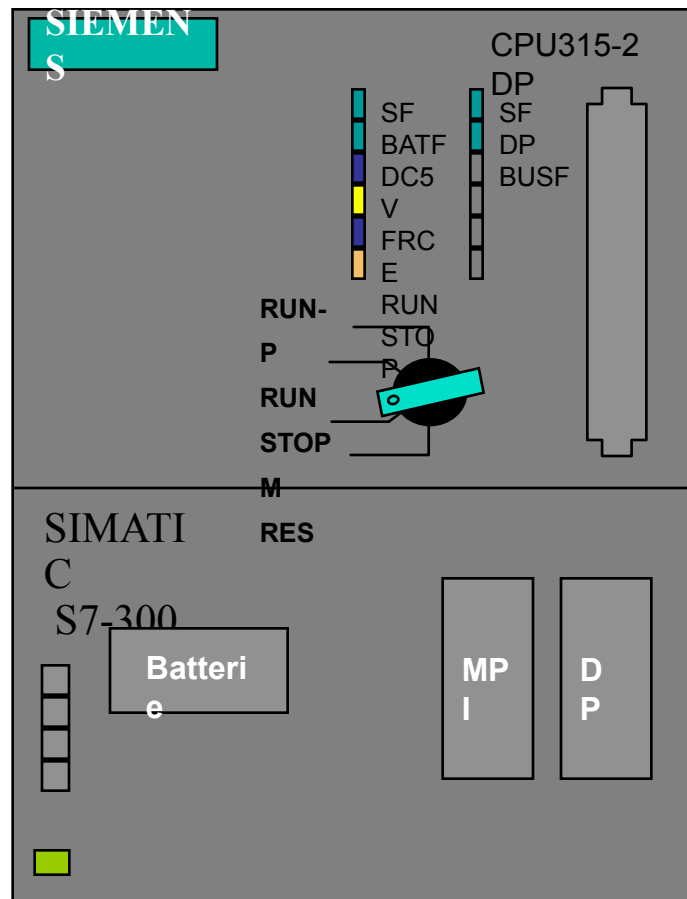 SIEMEN
S
CPU315-2
DP
SF
BATF
DC5
V
FRC
E
RUN
STO
P
SF
DP
BUSF
RUN-
P
RUN
STOP
M
RES
SIMATI
C
S7-300
Batteri
e
MP
I
D
P